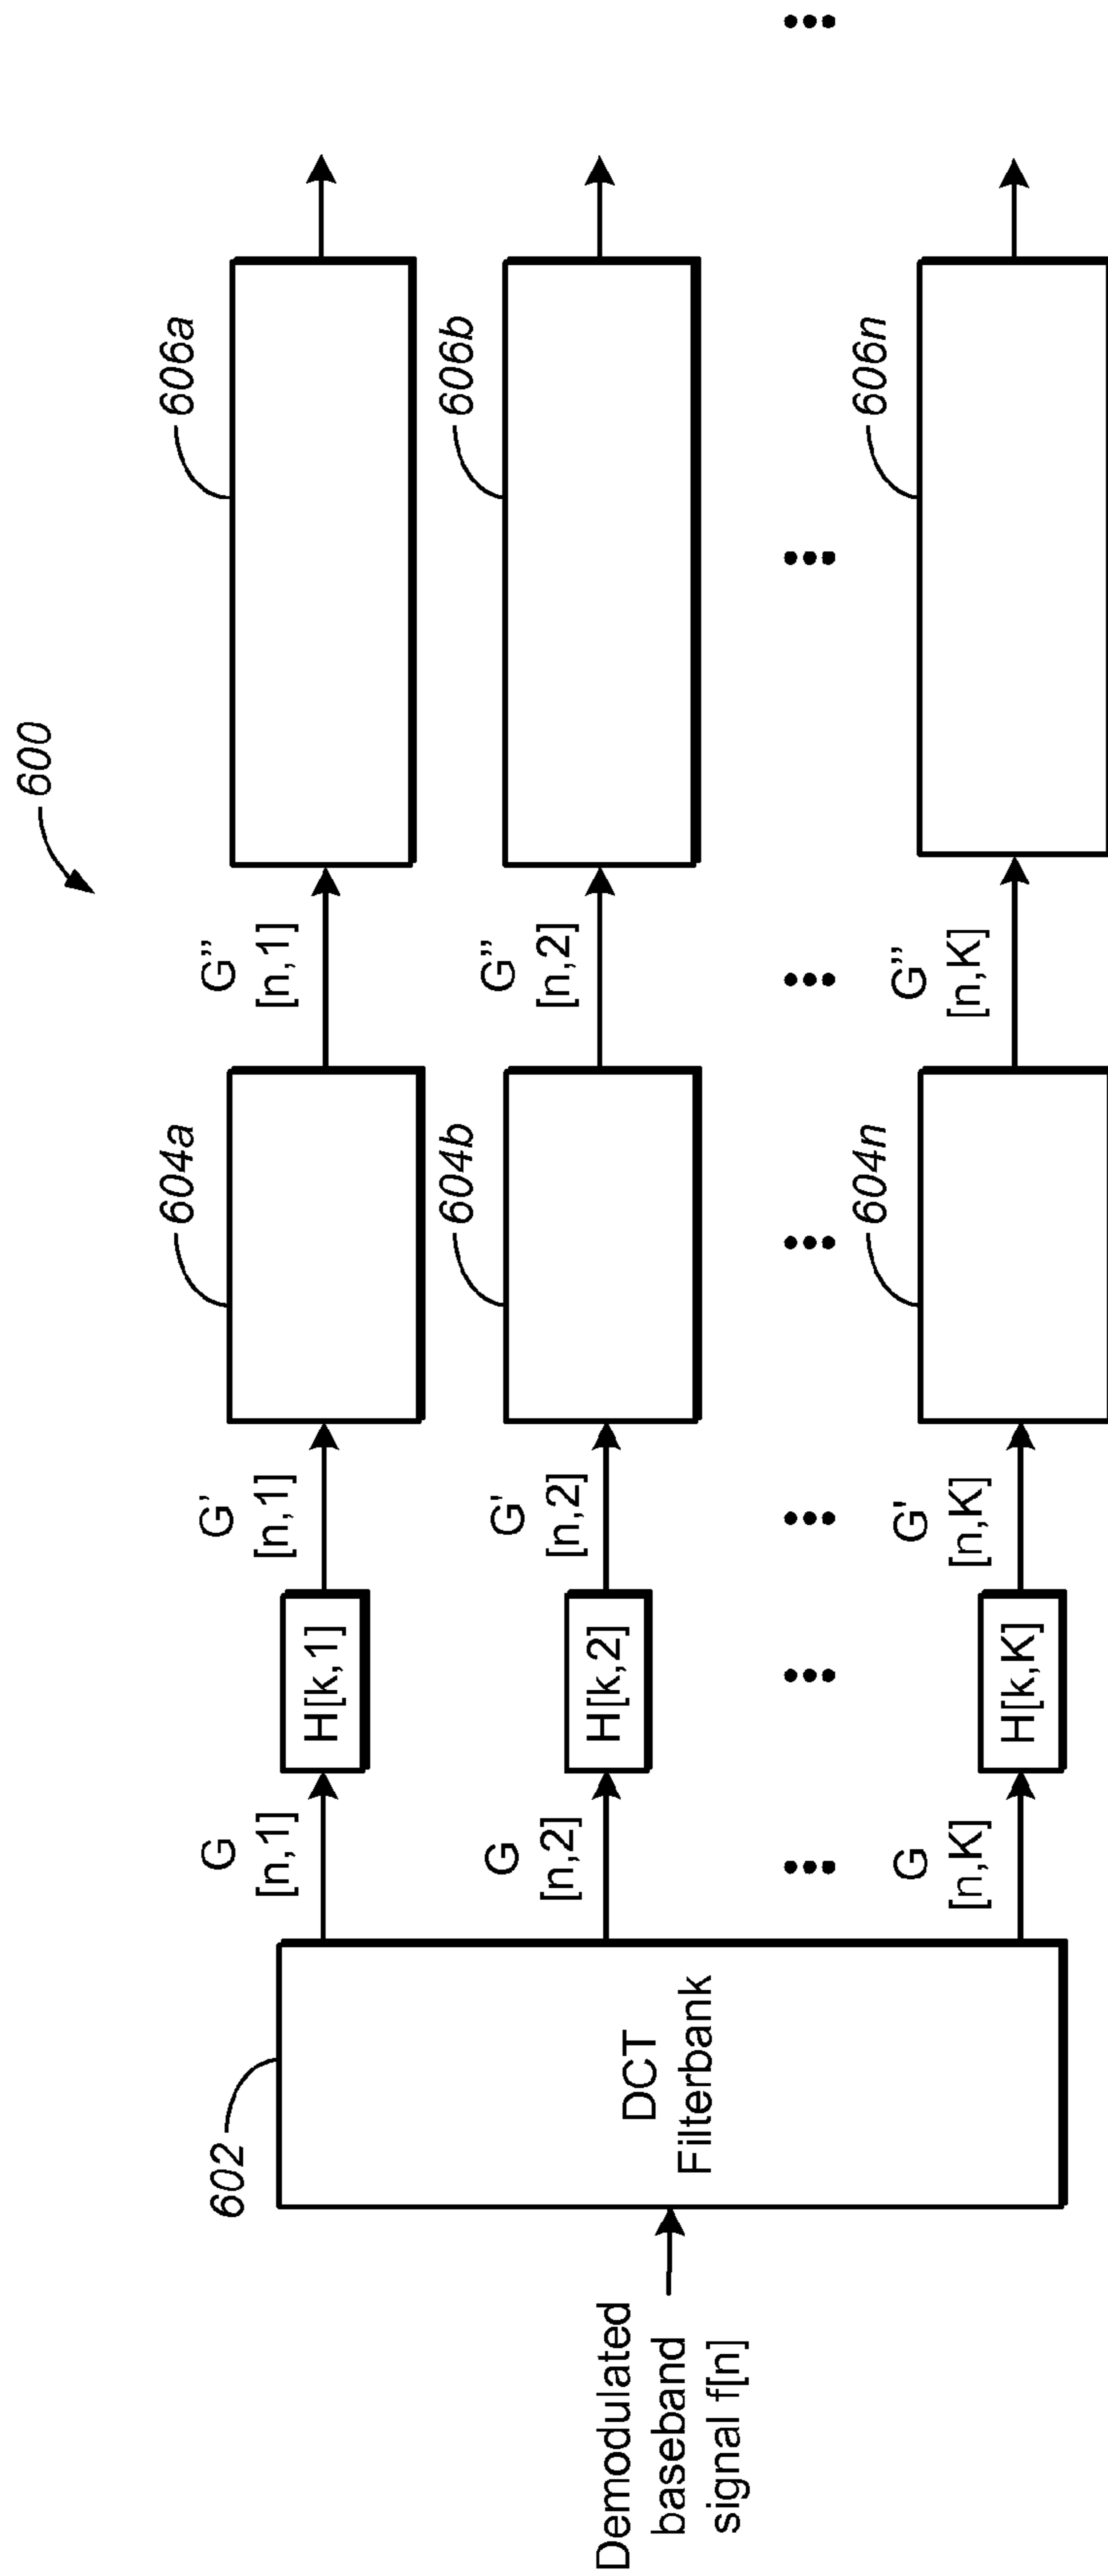 600
Demodulated
baseband
signal f[n]
602
DCT
Filterbank
G
[n,1]
H[k,1]
G’
[n,1]
604a
G”
[n,1]
606a
G
[n,2]
H[k,2]
G'
[n,2]
604b
G”
[n,2]
606b
G
[n,K]
H[k,K]
G'
[n,K]
604n
G”
[n,K]
606n